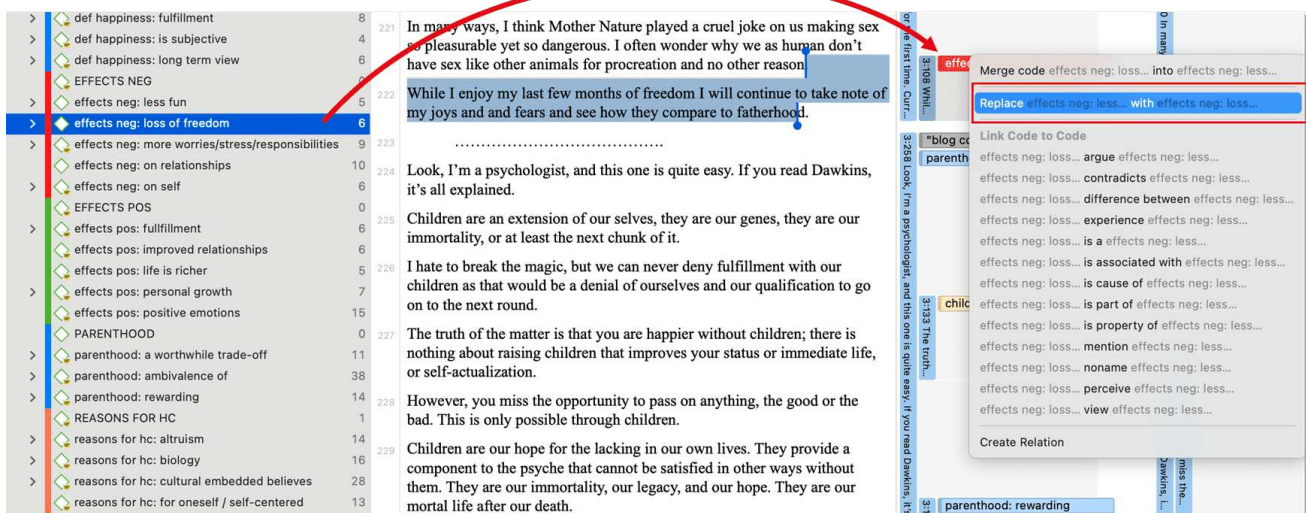 def happiness: fulfillment 8
def happiness: is subjective 4
def happiness: long term view 6
EFFECTS NEG 0
effects neg: less fun 5
effects neg: loss of freedom 6
effects neg: more worries/stress/responsibilities 9
effects neg: on relationships 10
effects neg: on self 6
EFFECTS POS 0
effects pos: fullfillment 6
effects pos: improved relationships 6
effects pos: life is richer 5
effects pos: personal growth 7
effects pos: positive emotions 15
PARENTHOOD 0
parenthood: a worthwhile trade-off 11
parenthood: ambivalence of 38
parenthood: rewarding 14
REASONS FOR HC 1
reasons for hc: altruism 14
reasons for hc: biology 16
reasons for hc: cultural embedded believes 28
reasons for hc: for oneself / self-centered 13
221 In many ways, I think Mother Nature played a cruel joke on us making sex
so pleasurable yet so dangerous. I often wonder why we as human don’t
have sex like other animals for procreation and no other reason.
222 While I enjoy my last few months of freedom I will continue to take note of
my joys and and fears and see how they compare to fatherhood.
223 ………………………………….
224 Look, I’m a psychologist, and this one is quite easy. If you read Dawkins,
it’s all explained.
225 Children are an extension of our selves, they are our genes, they are our
immortality, or at least the next chunk of it.
226 I hate to break the magic, but we can never deny fulfillment with our
children as that would be a denial of ourselves and our qualification to go
on to the next round.
227 The truth of the matter is that you are happier without children; there is
nothing about raising children that improves your status or immediate life,
or self-actualization.
228 However, you miss the opportunity to pass on anything, the good or the
bad. This is only possible through children.
229 Children are our hope for the lacking in our own lives. They provide a
component to the psyche that cannot be satisfied in other ways without
them. They are our immortality, our legacy, and our hope. They are our
mortal life after our death.
or the first time. Curr...
3:108 Whil...
3:258 Look, I'm a psychologist, and this one is quite easy. If you read Dawkins, it's
3:133 The truth...
effe
"blog co
parenth
chilc
parenthood: rewarding
0 In many
miss the...
Dawkins, i...
Merge code effects neg: loss... into effects neg: less...
Replace effects neg: less... with effects neg: loss...
Link Code to Code
effects neg: loss... argue effects neg: less...
effects neg: loss... contradicts effects neg: less...
effects neg: loss... difference between effects neg: less...
effects neg: loss... experience effects neg: less...
effects neg: loss... is a effects neg: less...
effects neg: loss... is associated with effects neg: less...
effects neg: loss... is cause of effects neg: less...
effects neg: loss... is part of effects neg: less...
effects neg: loss... is property of effects neg: less...
effects neg: loss... mention effects neg: less...
effects neg: loss... noname effects neg: less...
effects neg: loss... perceive effects neg: less...
effects neg: loss... view effects neg: less...
Create Relation